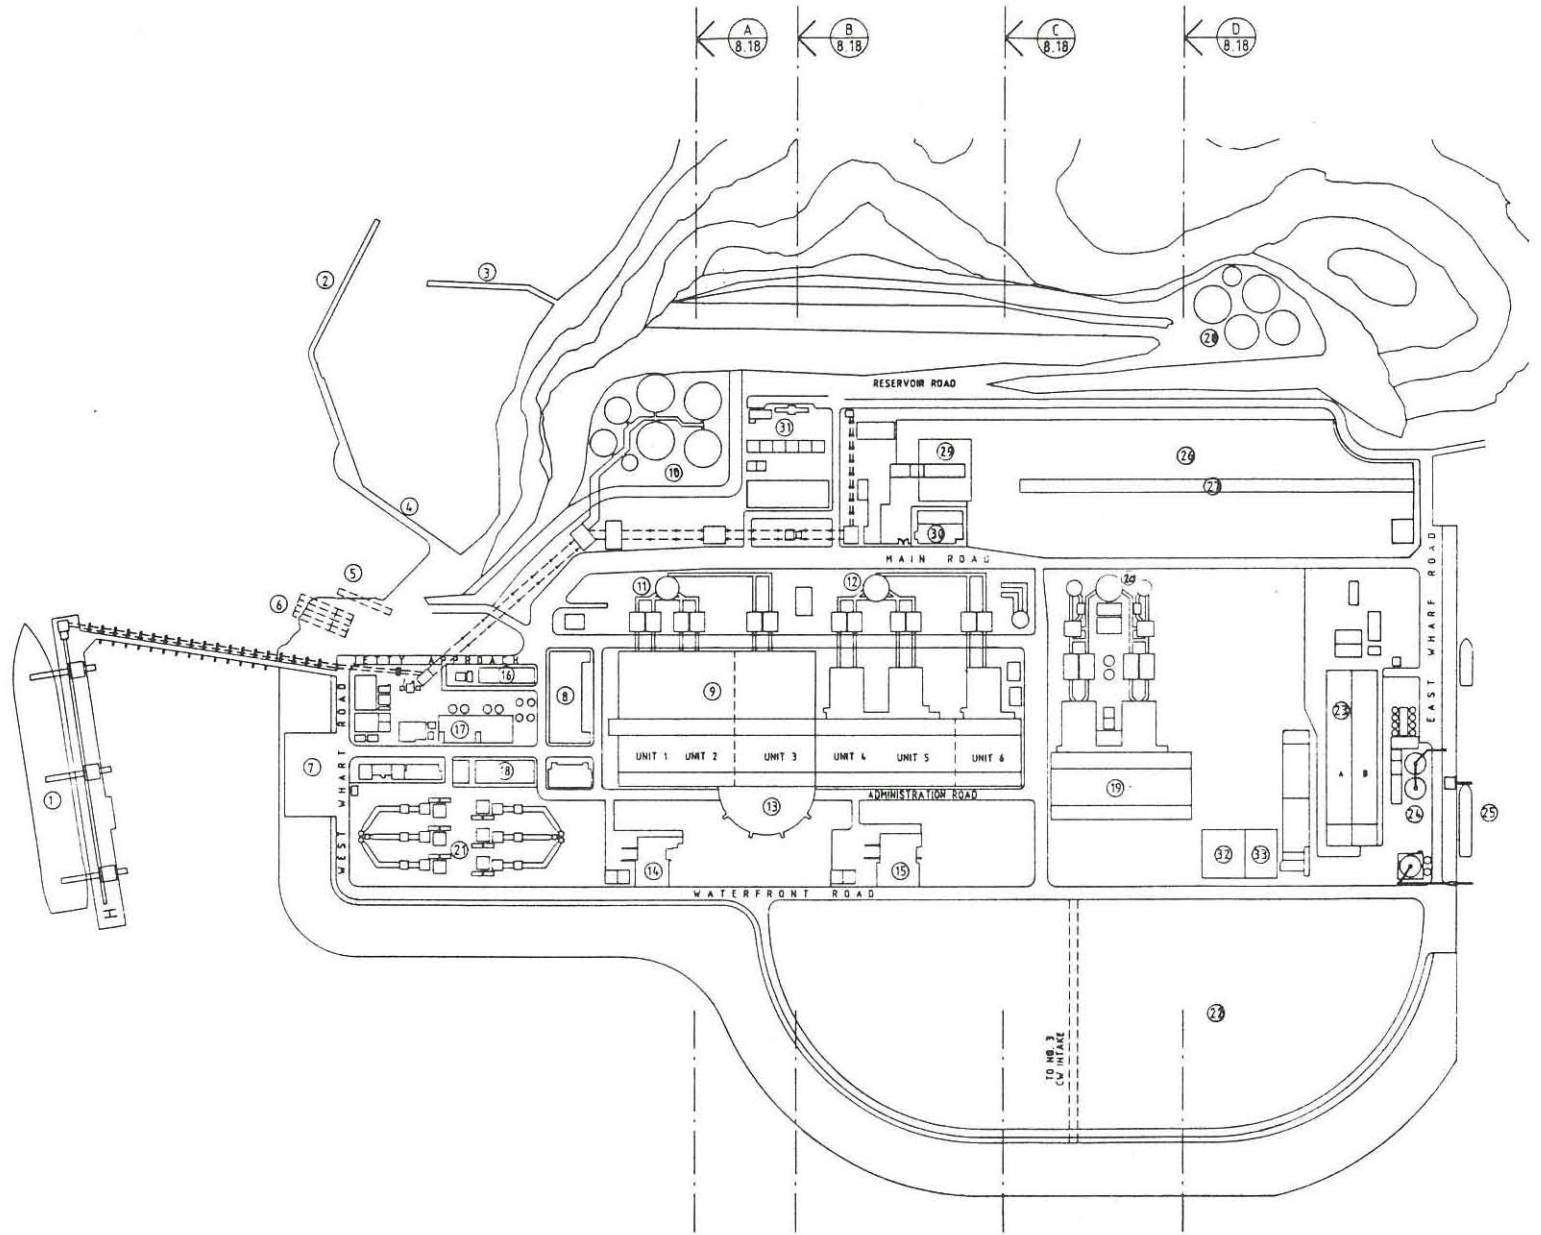 A
8.18
B
8.18
C
8.18
D
8.18
2
3
28
RESERVOIR ROAD
31
29
26
10
27
4
30
MAIN ROAD
5
6
11
12
20
JETTY APPROACH
16
8
9
17
23
EAST WHARF ROAD
WEST WHARF ROAD
7
18
UNIT 1
UNIT 2
UNIT 3
UNIT 4
UNIT 5
UNIT 6
A
B
1
13
ADMINISTRATION ROAD
19
24
25
21
14
15
32
33
H
WATERFRONT ROAD
22
TO NO. 3
CW INTAKE